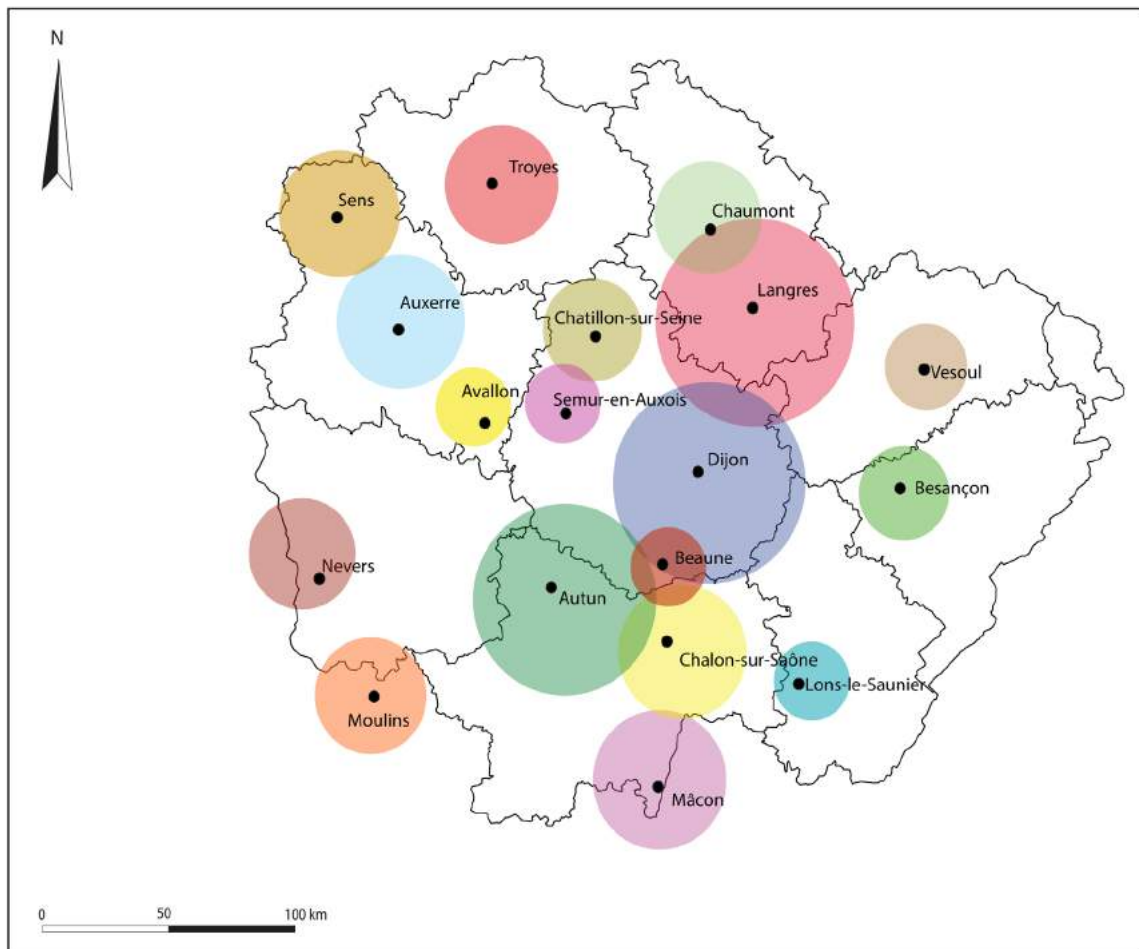 N
Troyes
Sens
Chaumont
Langres
Auxerre
Chatillon-sur-Seine
Vesoul
Avallon
Semur-en-Auxois
Dijon
Besançon
Beaune
Nevers
Autun
Chalon-sur-Saône
Lons-le-Saunier
Moulins
Mâcon
0 50 100 km